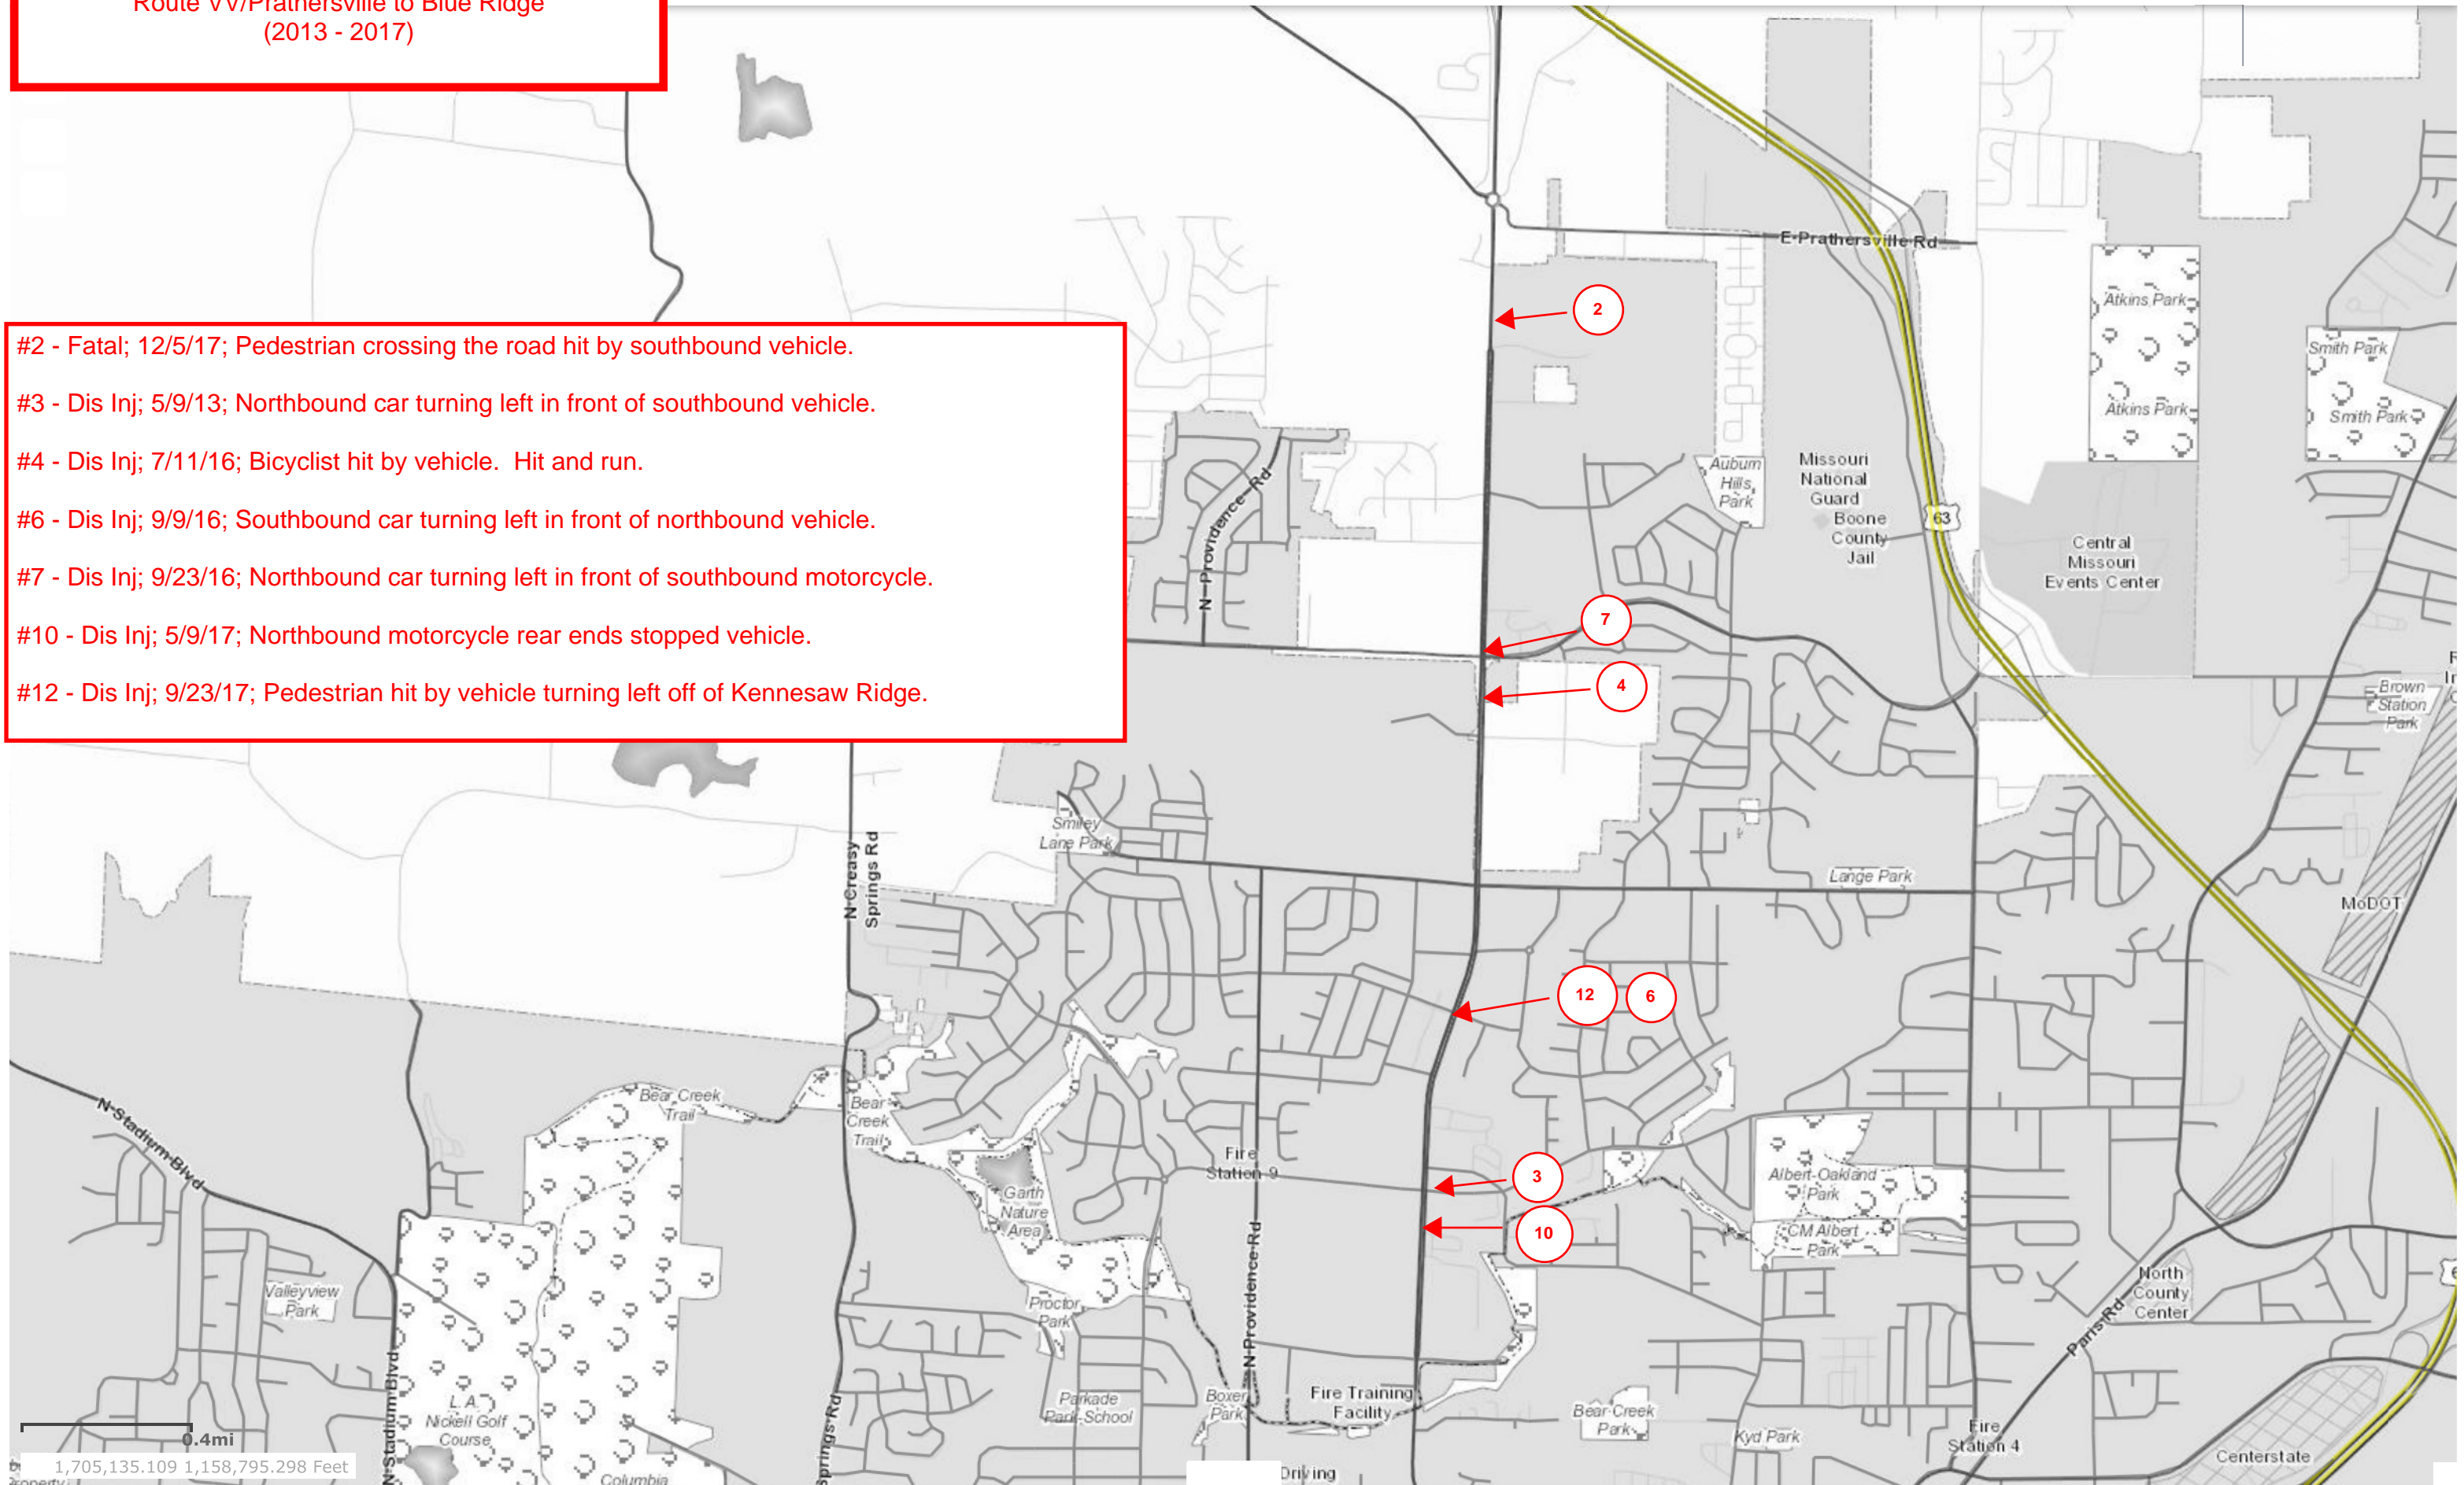 Route VV/Prathersville to Blue Ridge
(2013 - 2017)
E-Prathersville-Rd
2
Atkins Park
Smith Park
#2 - Fatal; 12/5/17; Pedestrian crossing the road hit by southbound vehicle.
#3 - Dis Inj; 5/9/13; Northbound car turning left in front of southbound vehicle.
#4 - Dis Inj; 7/11/16; Bicyclist hit by vehicle.  Hit and run.
#6 - Dis Inj; 9/9/16; Southbound car turning left in front of northbound vehicle.
#7 - Dis Inj; 9/23/16; Northbound car turning left in front of southbound motorcycle.
#10 - Dis Inj; 5/9/17; Northbound motorcycle rear ends stopped vehicle.
#12 - Dis Inj; 9/23/17; Pedestrian hit by vehicle turning left off of Kennesaw Ridge.
Atkins Park
Smith Park
N Providence Rd
Auburn
Hills
Park
Missouri
National
Guard
Boone
County
Jail
63
Central
Missouri
Events Center
7
4
Brown
Station
Park
Smiley
Lane Park
N Creasy
Springs Rd
Lange Park
MoDOT
12
6
Bear Creek
Trail
Bear
Creek
Trail
N Stadium Blvd
Fire
Station 9
Garth
Nature
Area
3
10
Albert-Oakland
Park
CM Albert
Park
Valleyview
Park
Proctor
Park
N Providence Rd
North
County
Center
Paris Rd
N Stadium Blvd
L.A.
Nickell Golf
Course
Parkade
Park-School
Boxer
Park
Fire Training
Facility
Bear Creek
Park
Kyd Park
Fire
Station 4
Centerstate
Springs Rd
0.4mi
1,705,135.109 1,158,795.298 Feet
Columbia
Driving